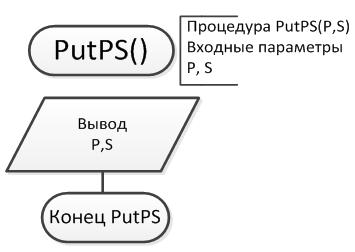 PutPS()
Процедура PutPS(P,S)
Входные параметры
P, S
Вывод
P,S
Конец PutPS